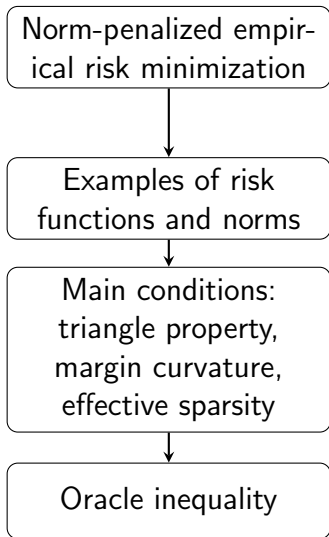 Norm-penalized empir-
ical risk minimization
Examples of risk
functions and norms
Main conditions:
triangle property,
margin curvature,
effective sparsity
Oracle inequality